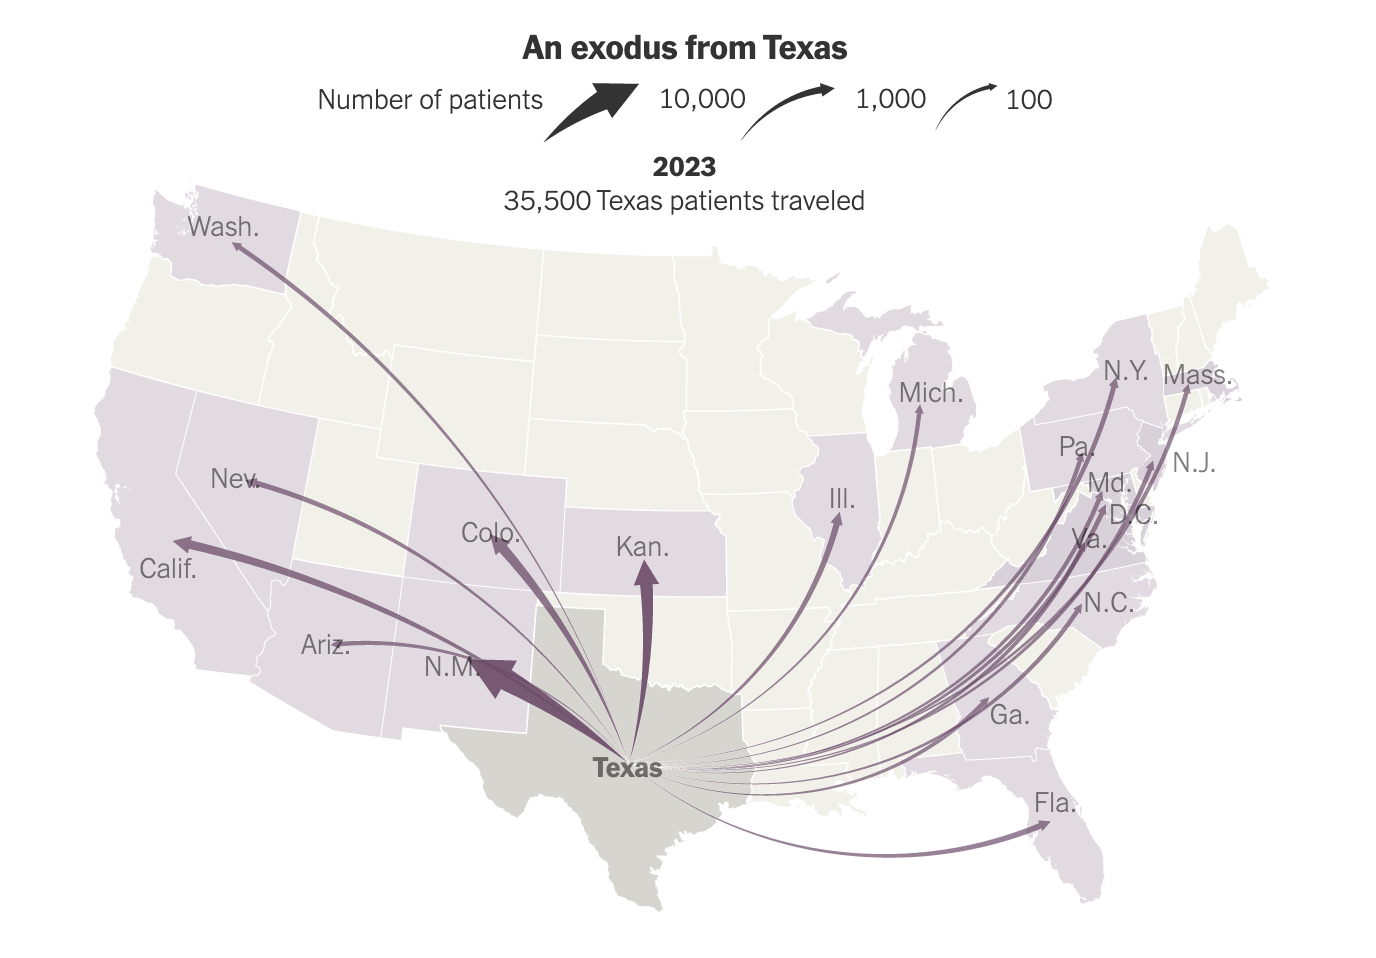 An exodus from Texas
Number of patients 10,000 1,000 100
2023
35,500 Texas patients traveled
Wash.
N.Y. Mass.
Mich.
Pa. N.J.
Nev. Md.
Ill. D.C.
Colo. Kan. Va.
Calif.
N.C.
Ariz.
N.M.
Ga.
Texas
Fla.